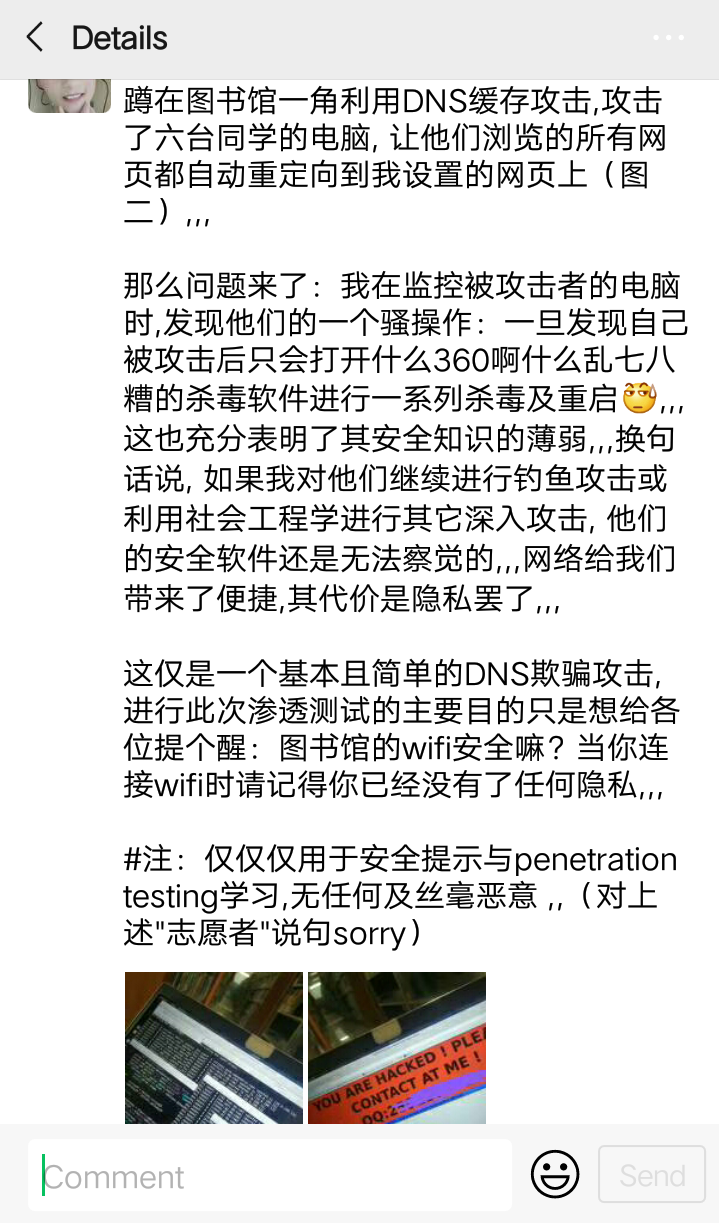 Details
蹲在图书馆一角利用DNS缓存攻击,攻击
了六台同学的电脑, 让他们浏览的所有网
页都自动重定向到我设置的网页上（图
二）,,,
那么问题来了：我在监控被攻击者的电脑
时,发现他们的一个骚操作：一旦发现自己
被攻击后只会打开什么360啊什么乱七八
糟的杀毒软件进行一系列杀毒及重启😓,,,
这也充分表明了其安全知识的薄弱,,,换句
话说, 如果我对他们继续进行钓鱼攻击或
利用社会工程学进行其它深入攻击, 他们
的安全软件还是无法察觉的,,,网络给我们
带来了便捷,其代价是隐私罢了,,,
这仅是一个基本且简单的DNS欺骗攻击,
进行此次渗透测试的主要目的只是想给各
位提个醒：图书馆的wifi安全嘛？当你连
接wifi时请记得你已经没有了任何隐私,,,
#注：仅仅仅用于安全提示与penetration
testing学习,无任何及丝毫恶意 ,,（对上
述"志愿者"说句sorry）
YOU ARE HACKED ! PLEA
CONTACT AT ME !
QQ:2
Comment
Send